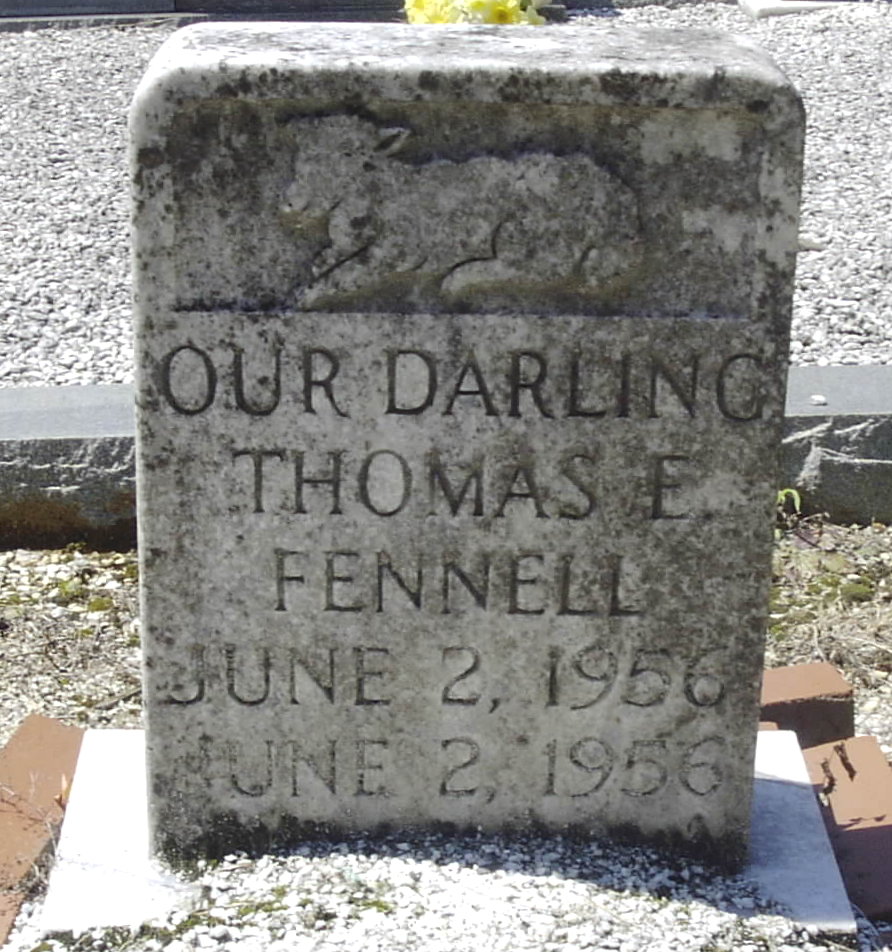 OUR DARLING
THOMAS E
FENNELL
JUNE 2, 1956
JUNE 2, 1956